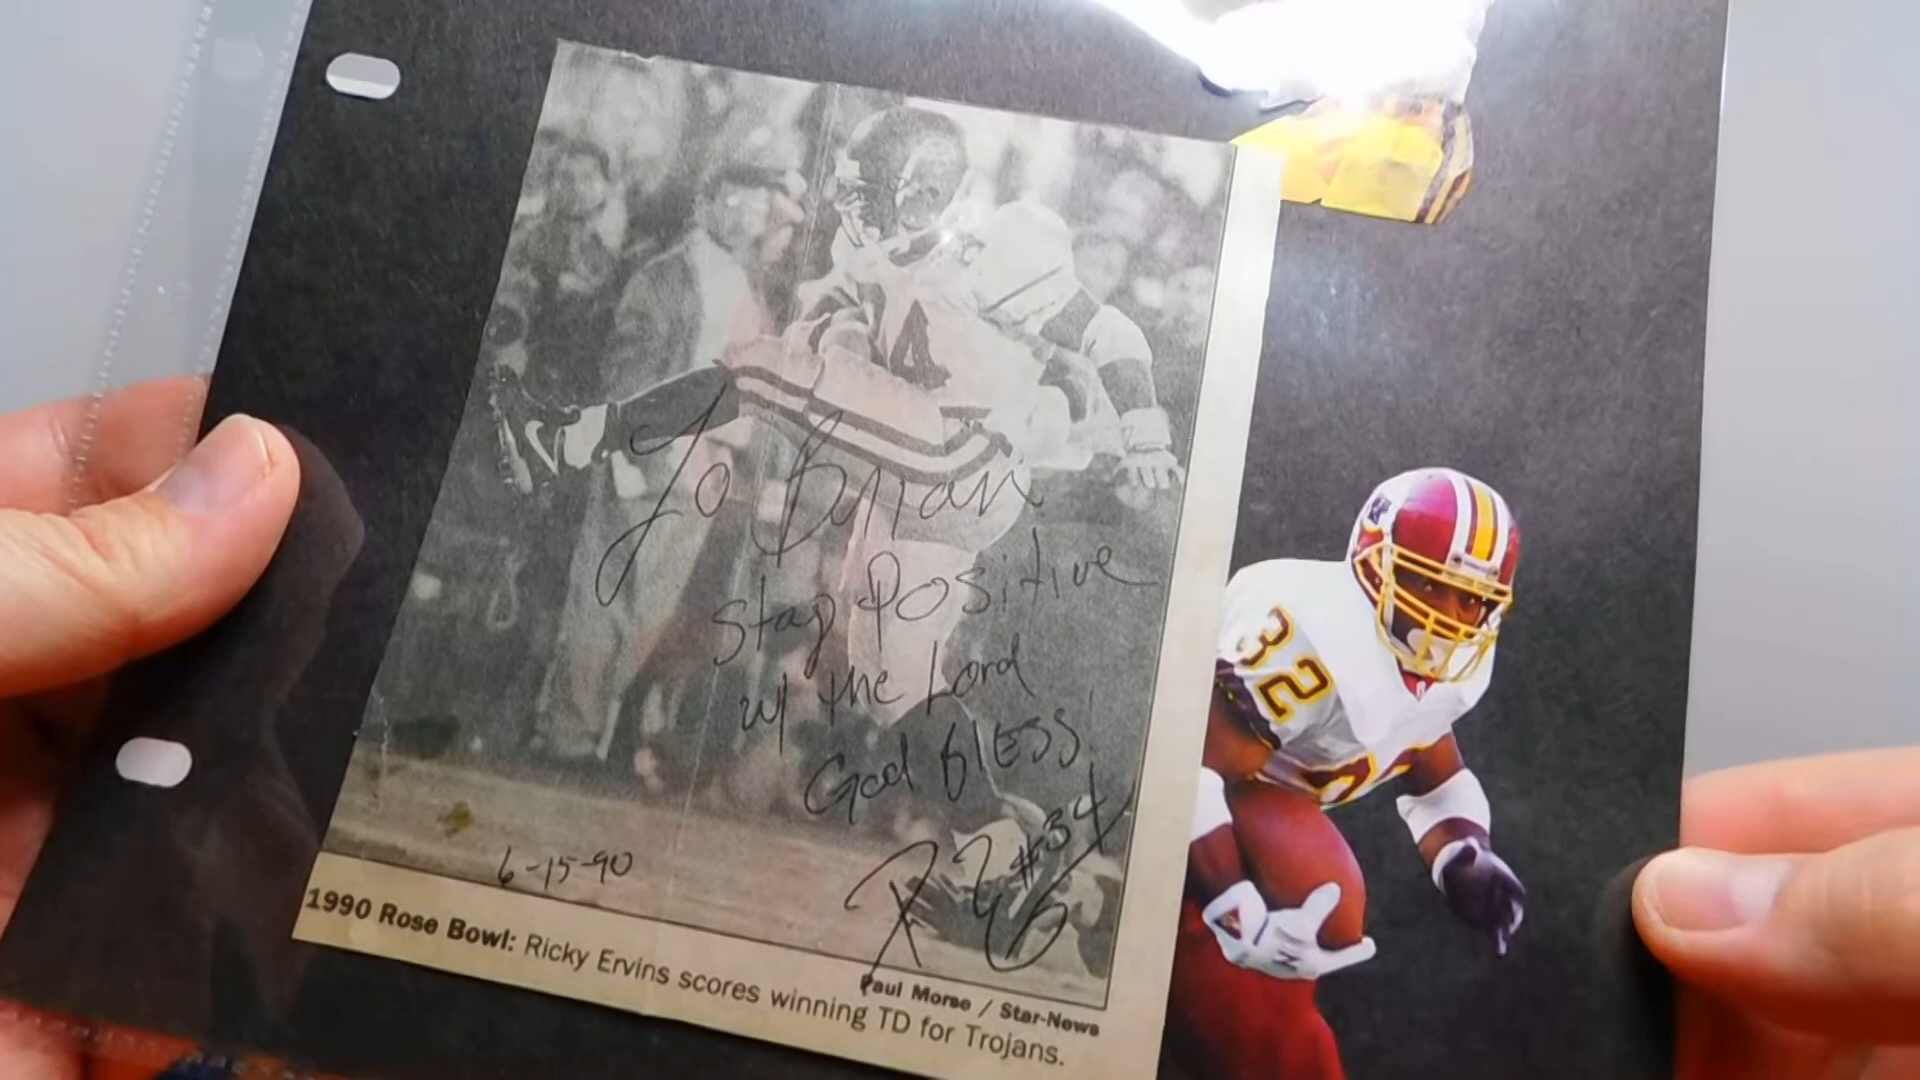 4
To Brian
stay positive
w/ the Lord
God BlESS!
#34
6-15-90
Paul Morse / Star-News
1990 Rose Bowl: Ricky Ervins scores winning TD for Trojans.
32